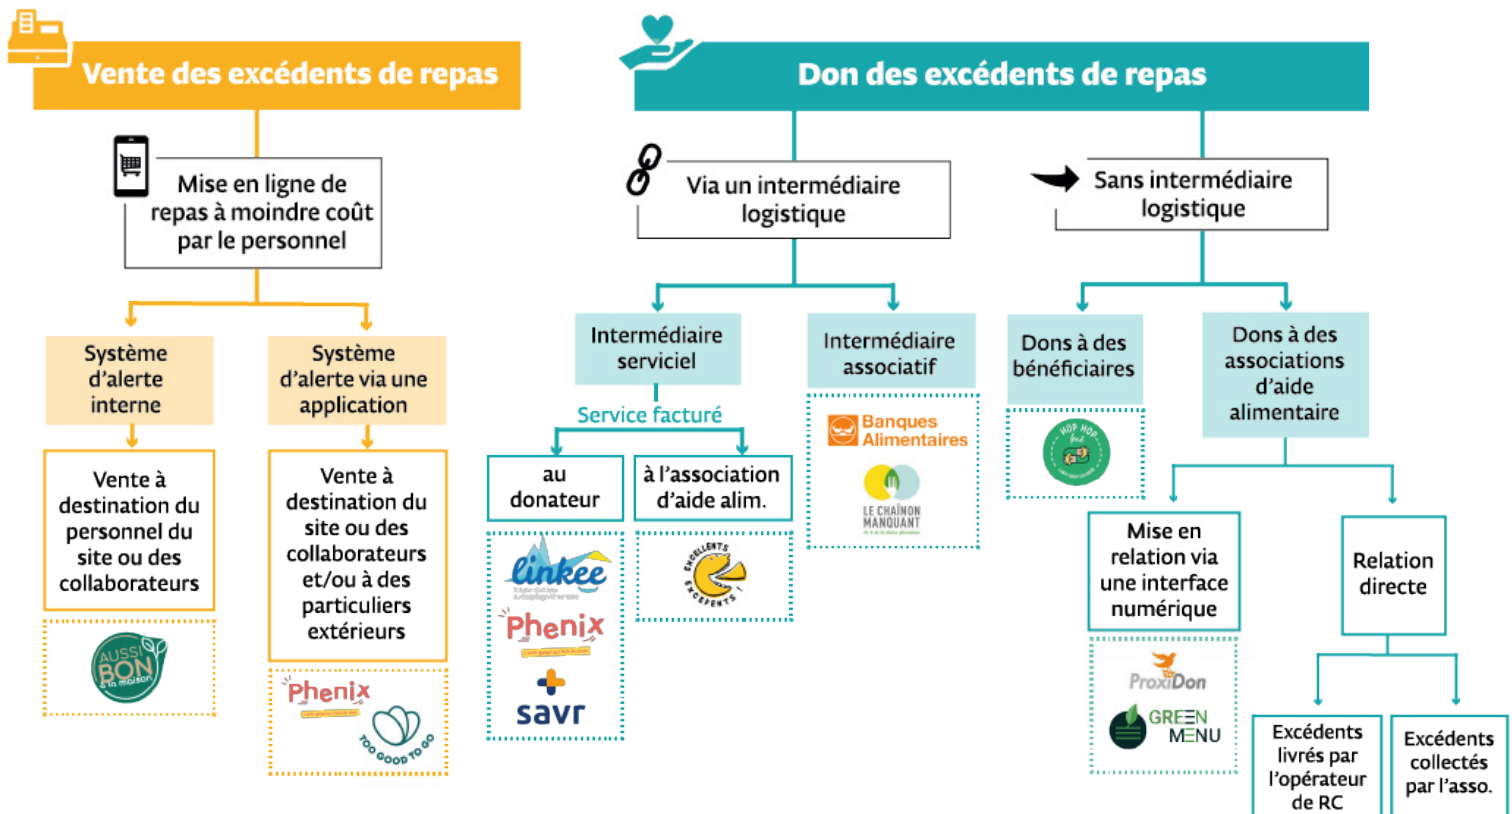 Vente des excédents de repas
Don des excédents de repas
Mise en ligne de
repas à moindre coût
par le personnel
Via un intermédiaire
logistique
Sans intermédiaire
logistique
Système
d'alerte
interne
Système
d'alerte via une
application
Intermédiaire
serviciel
Intermédiaire
associatif
Dons à des
bénéficiaires
Dons à des
associations
d'aide
alimentaire
Service facturé
Vente à
destination du
personnel du
site ou des
collaborateurs
Vente à
destination du
site ou des
collaborateurs
et/ou à des
particuliers
extérieurs
au
donateur
à l'association
d'aide alim.
Banques
Alimentaires
LE CHAÎNON
MANQUANT
HOP HOP
food
Mise en
relation via
une interface
numérique
Relation
directe
AUSSI
BON
à la maison
Phenix
TOO GOOD TO GO
linkee
Phenix
savr
EXCELLENTS
EXCÉDENTS !
ProxiDon
GREEN
MENU
Excédents
livrés par
l'opérateur
de RC
Excédents
collectés
par l'asso.